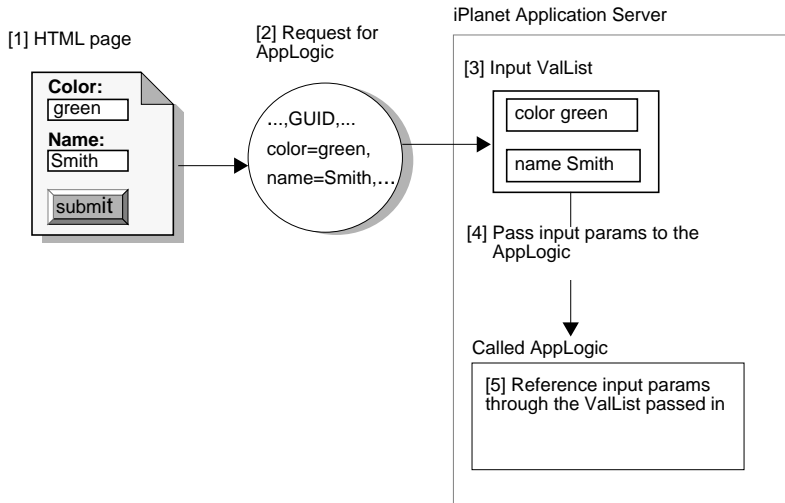 iPlanet Application Server
[1] HTML page
Color:
green
Name:
Smith
submit
[2] Request for
AppLogic
...,GUID,...
color=green,
name=Smith,...
[3] Input ValList
color green
name Smith
[4] Pass input params to the
AppLogic
Called AppLogic
[5] Reference input params
through the ValList passed in